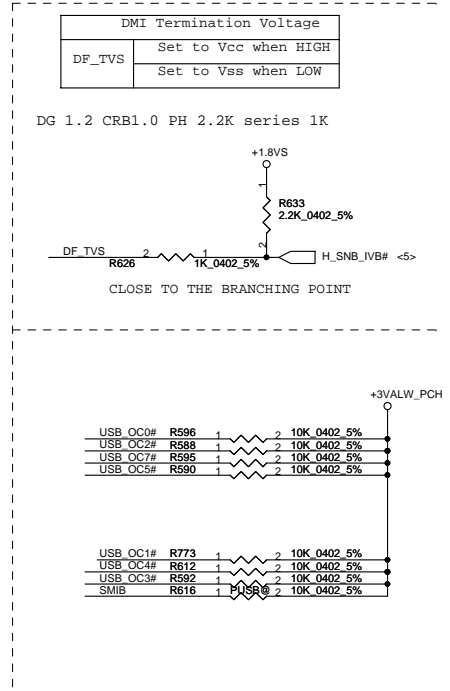 DMI Termination Voltage
DF_TVS
Set to Vcc when HIGH
Set to Vss when LOW
DG 1.2 CRB1.0 PH 2.2K series 1K
+1.8VS
1
R633
2.2K_0402_5%
2
DF_TVS
R626
2
1
1K_0402_5%
H_SNB_IVB# <5>
CLOSE TO THE BRANCHING POINT
+3VALW_PCH
USB_OC0# R596 1 2 10K_0402_5%
USB_OC2# R588 1 2 10K_0402_5%
USB_OC7# R595 1 2 10K_0402_5%
USB_OC5# R590 1 2 10K_0402_5%
USB_OC1# R773 1 2 10K_0402_5%
USB_OC4# R612 1 2 10K_0402_5%
USB_OC3# R592 1 2 10K_0402_5%
SMIB R616 1 PUSB@ 2 10K_0402_5%